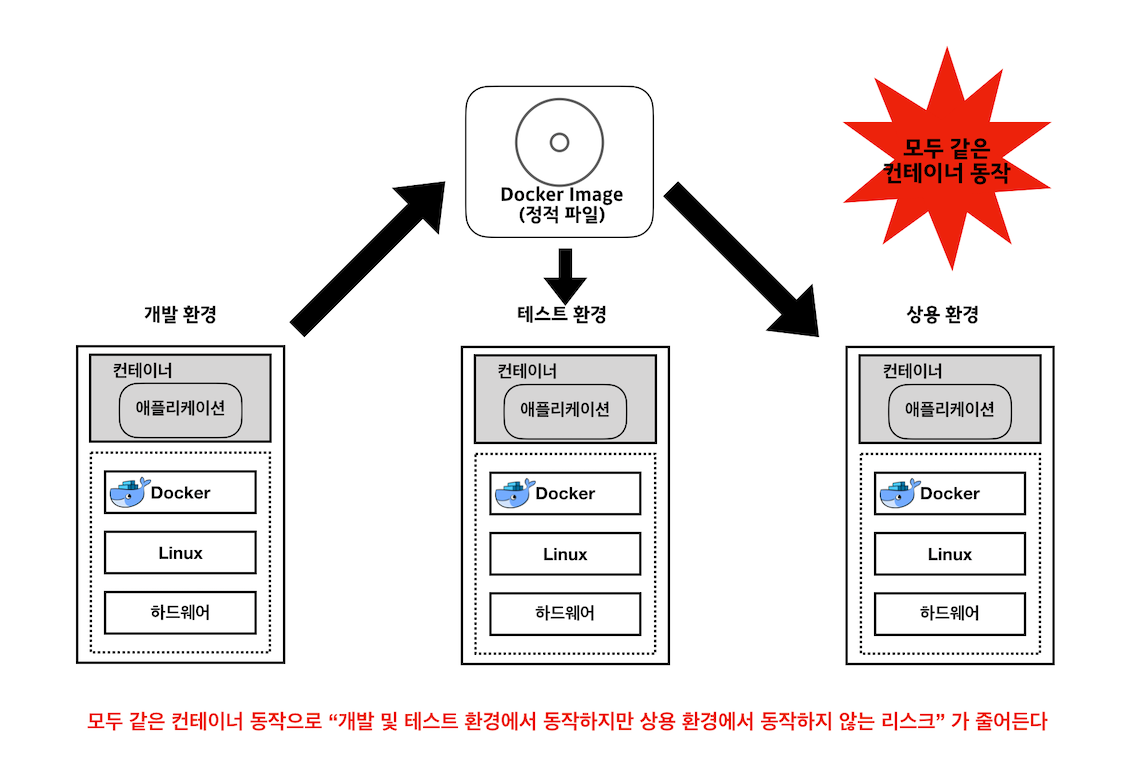 Docker Image
(정적 파일)
모두 같은
컨테이너 동작
개발 환경
테스트 환경
상용 환경
컨테이너
애플리케이션
Docker
Linux
하드웨어
컨테이너
애플리케이션
Docker
Linux
하드웨어
컨테이너
애플리케이션
Docker
Linux
하드웨어
모두 같은 컨테이너 동작으로 “개발 및 테스트 환경에서 동작하지만 상용 환경에서 동작하지 않는 리스크” 가 줄어든다